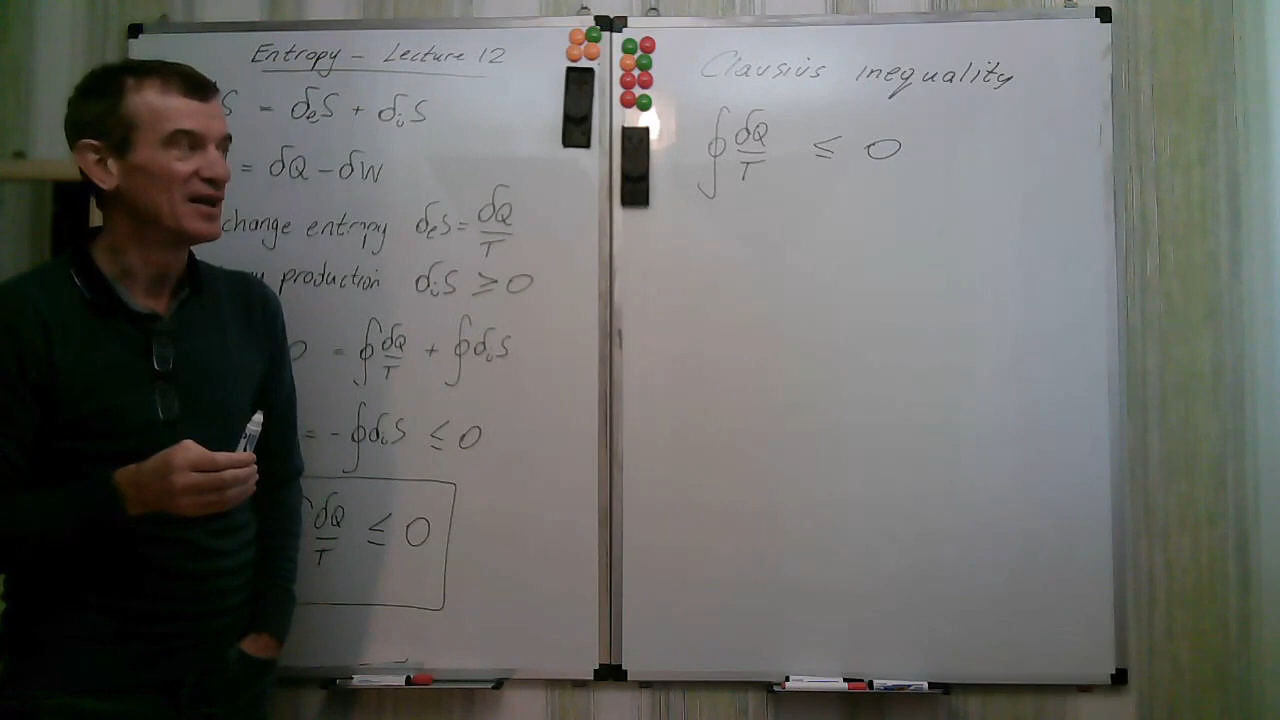 Entropy - Lecture 12
S = δeS + δiS
= δQ - δW
change entropy δeS = δQ/T
production δiS ≥ 0
0 = ∮ δQ/T + ∮ δiS
= - ∮ δiS ≤ 0
δQ/T ≤ 0
Clausius inequality
∮ δQ/T ≤ 0